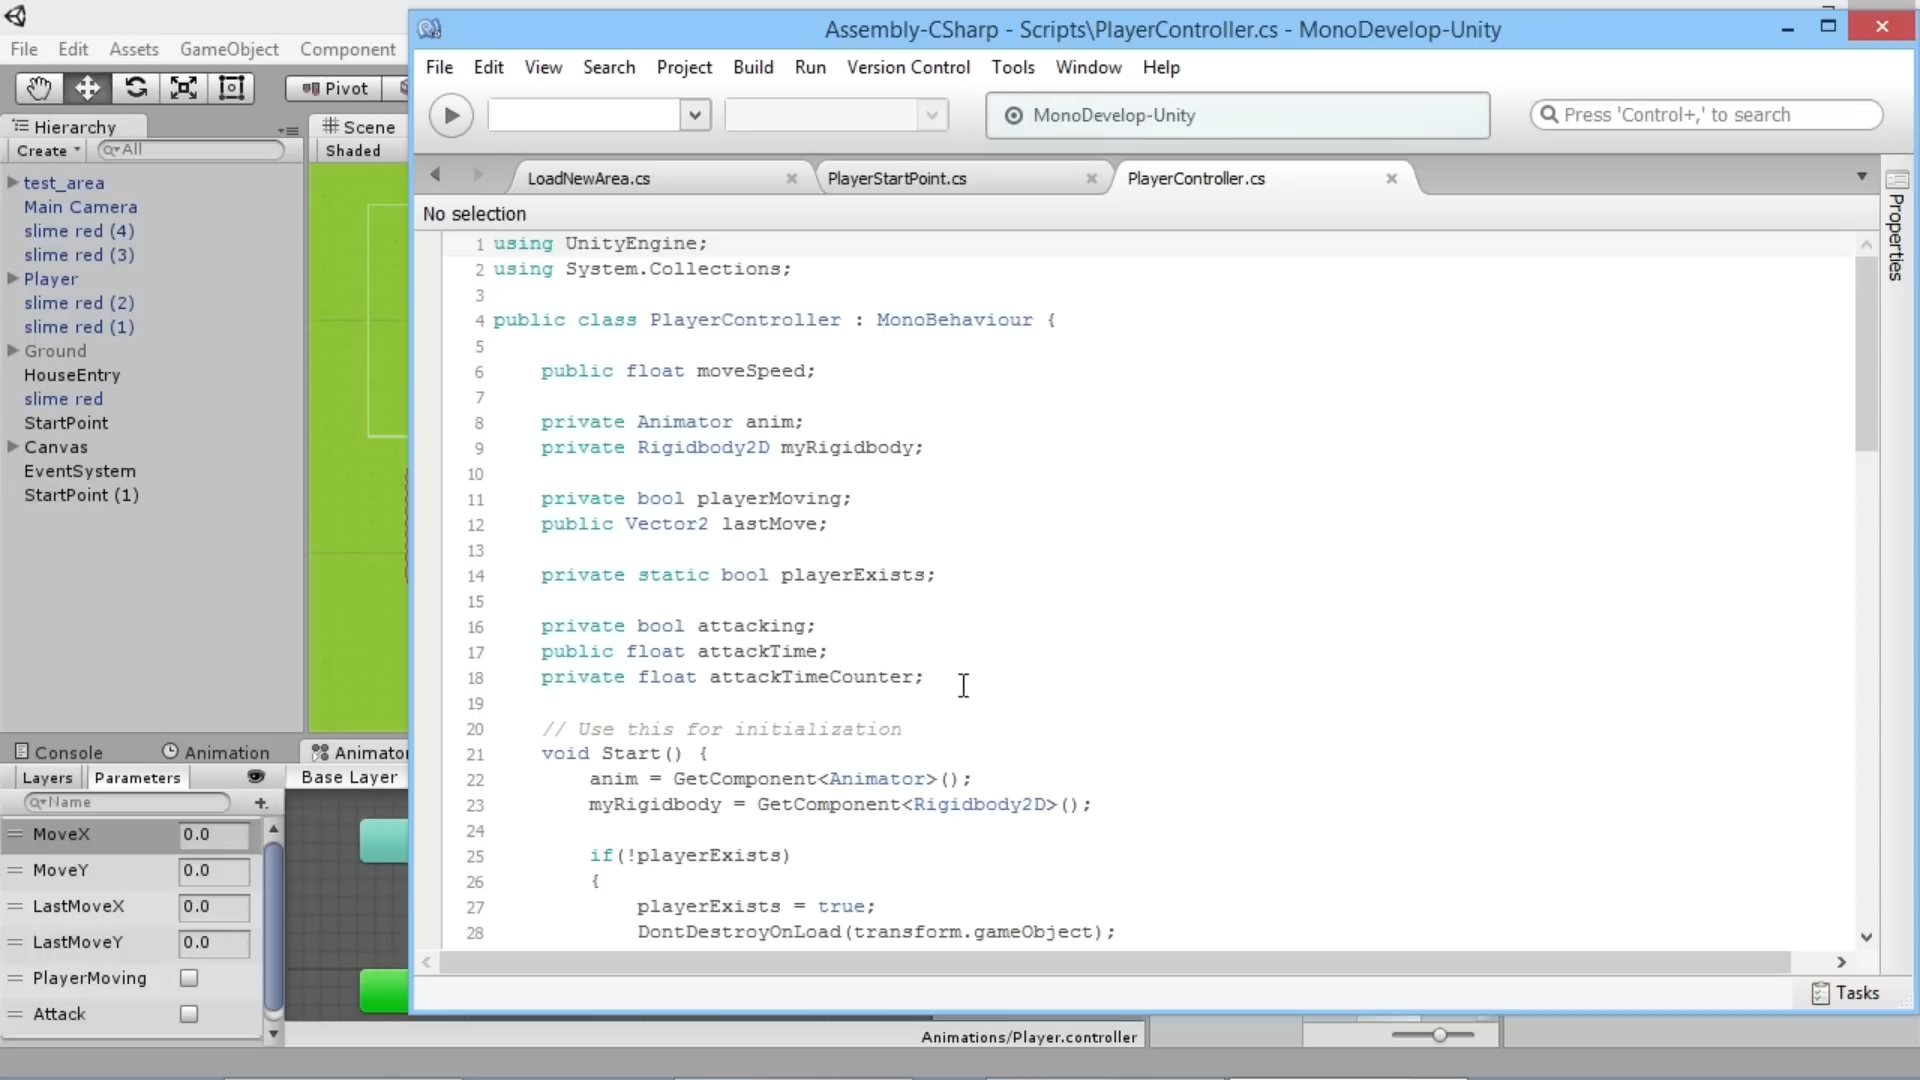 Assembly-CSharp - Scripts\PlayerController.cs - MonoDevelop-Unity
File Edit Assets GameObject Component
File Edit View Search Project Build Run Version Control Tools Window Help
Pivot
MonoDevelop-Unity
Press 'Control+,' to search
Hierarchy
Scene
Create
All
Shaded
test_area
Main Camera
slime red (4)
slime red (3)
Player
slime red (2)
slime red (1)
Ground
HouseEntry
slime red
StartPoint
Canvas
EventSystem
StartPoint (1)
LoadNewArea.cs
PlayerStartPoint.cs
PlayerController.cs
Properties
No selection
1 using UnityEngine;
2 using System.Collections;
3
4 public class PlayerController : MonoBehaviour {
5
6 public float moveSpeed;
7
8 private Animator anim;
9 private Rigidbody2D myRigidbody;
10
11 private bool playerMoving;
12 public Vector2 lastMove;
13
14 private static bool playerExists;
15
16 private bool attacking;
17 public float attackTime;
18 private float attackTimeCounter;
19
20 // Use this for initialization
21 void Start() {
22 anim = GetComponent<Animator>();
23 myRigidbody = GetComponent<Rigidbody2D>();
24
25 if(!playerExists)
26 {
27 playerExists = true;
28 DontDestroyOnLoad(transform.gameObject);
Console
Animation
Animator
Layers
Parameters
Base Layer
Name
MoveX 0.0
MoveY 0.0
LastMoveX 0.0
LastMoveY 0.0
PlayerMoving
Attack
Tasks
Animations/Player.controller